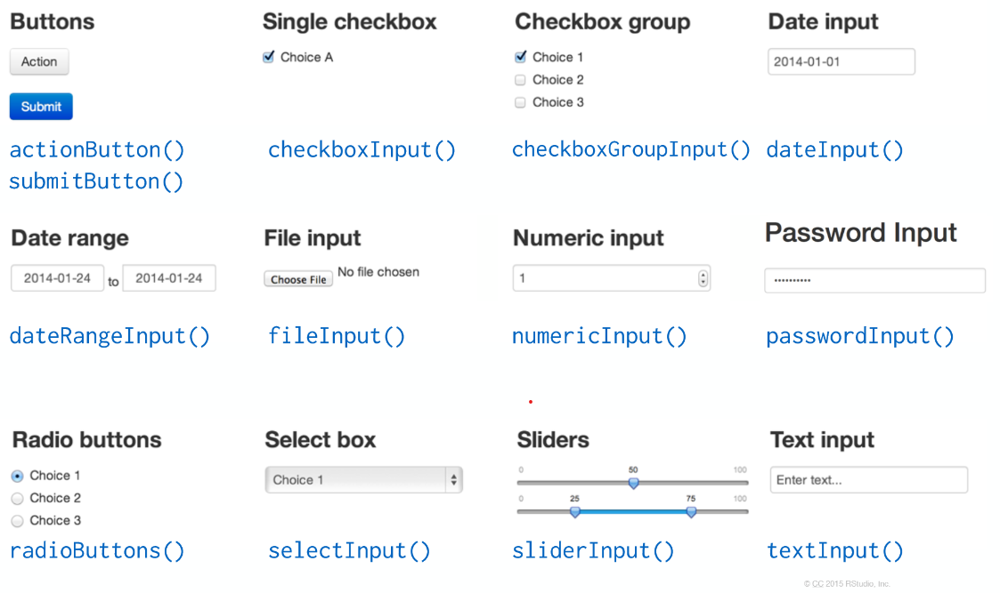 Buttons
Action
Submit
actionButton()
submitButton()
Single checkbox
Choice A
checkboxInput()
Checkbox group
Choice 1
Choice 2
Choice 3
checkboxGroupInput()
Date input
2014-01-01
dateInput()
Date range
2014-01-24 to 2014-01-24
dateRangeInput()
File input
Choose File No file chosen
fileInput()
Numeric input
1
numericInput()
Password Input
••••••••••
passwordInput()
Radio buttons
Choice 1
Choice 2
Choice 3
radioButtons()
Select box
Choice 1
selectInput()
Sliders
0 50 100
0 25 75 100
sliderInput()
Text input
Enter text...
textInput()
© CC 2015 RStudio, Inc.